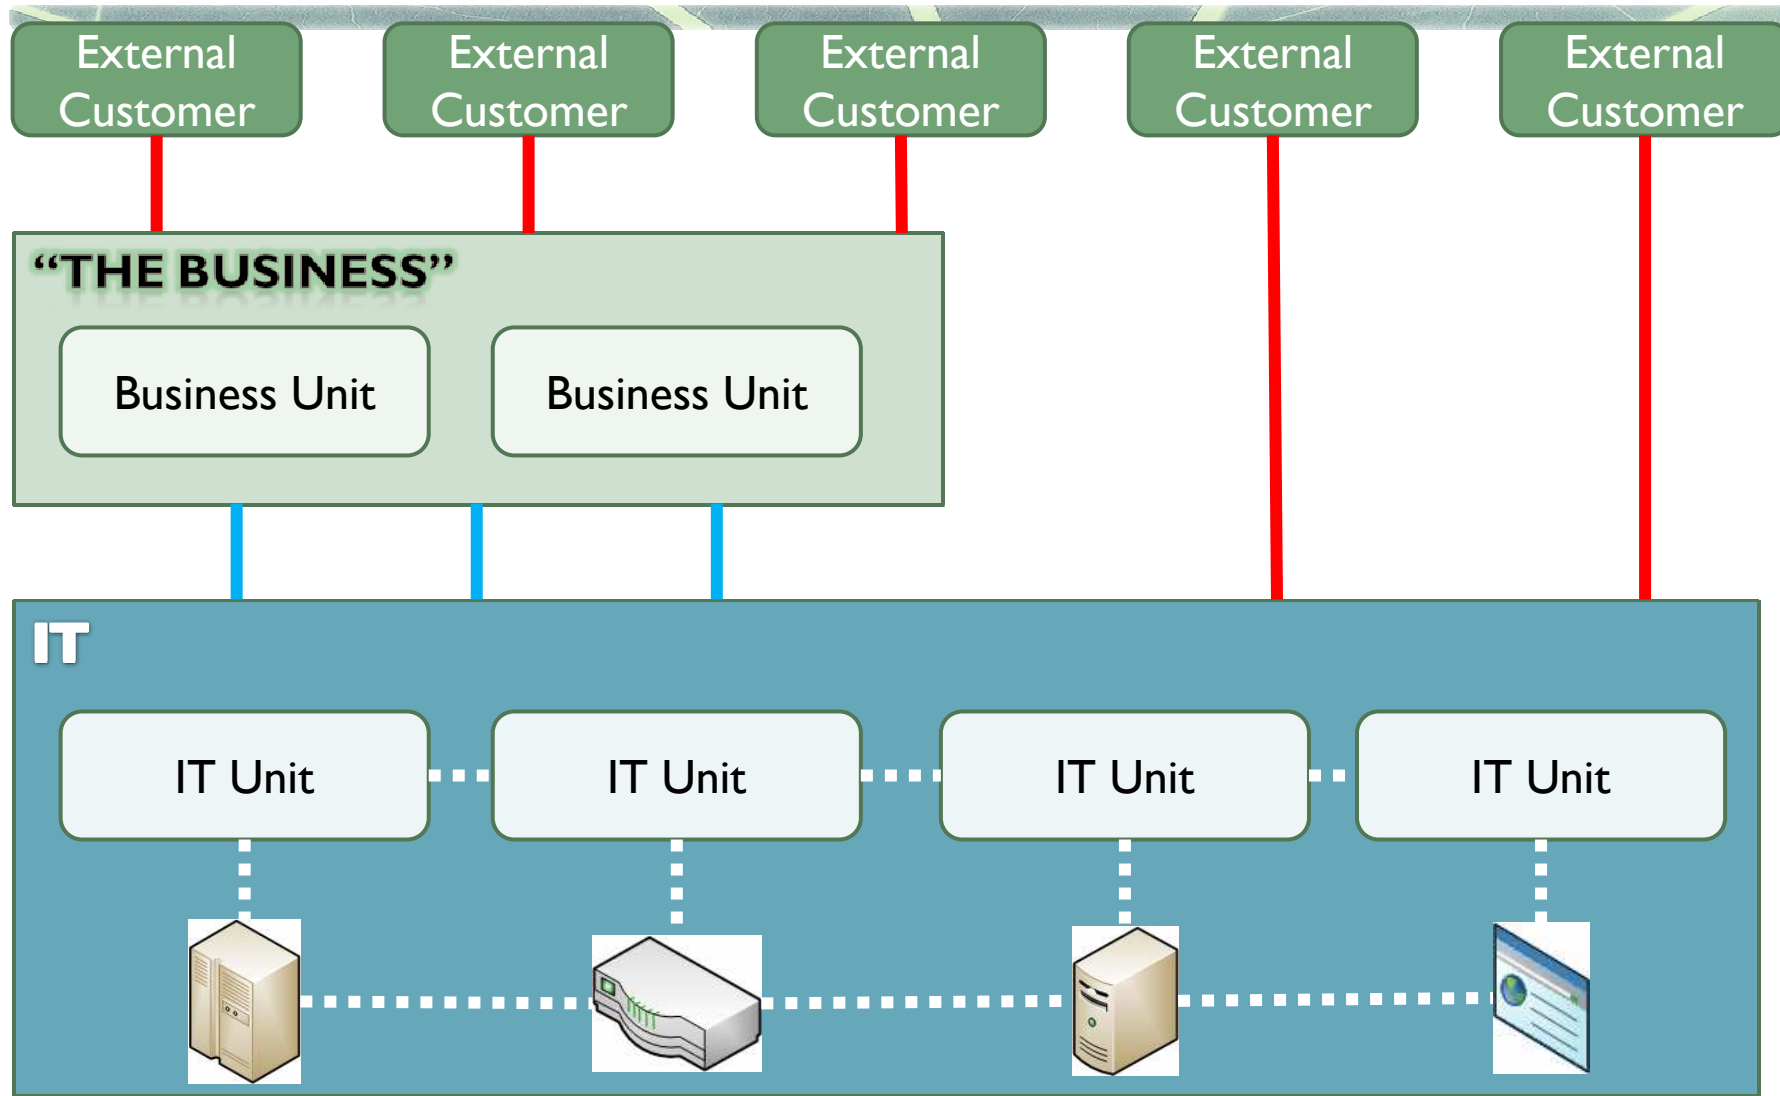 External
Customer
External
Customer
External
Customer
External
Customer
External
Customer
“THE BUSINESS”
Business Unit
Business Unit
IT
IT Unit
IT Unit
IT Unit
IT Unit